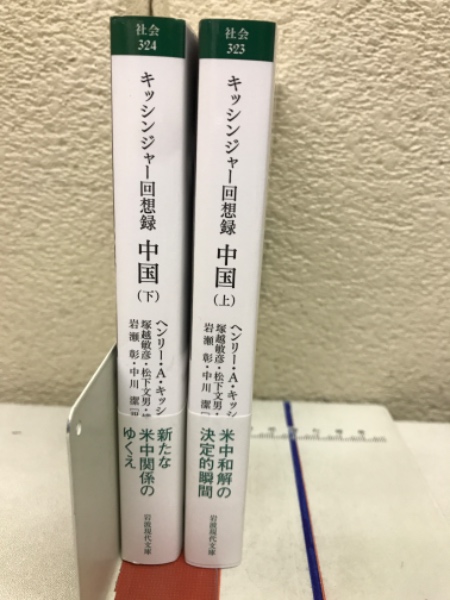 社会
324
キッシンジャー回想録 中国(下)
ヘンリー・A・キッシ
塚越敏彦・松下文男・
岩瀬 彰・中川 潔
新たな
米中関係の
ゆくえ
岩波現代文庫
社会
323
キッシンジャー回想録 中国(上)
ヘンリー・A・キッシ
塚越敏彦・松下文男・
岩瀬 彰・中川 潔
米中和解の
決定的瞬間
岩波現代文庫